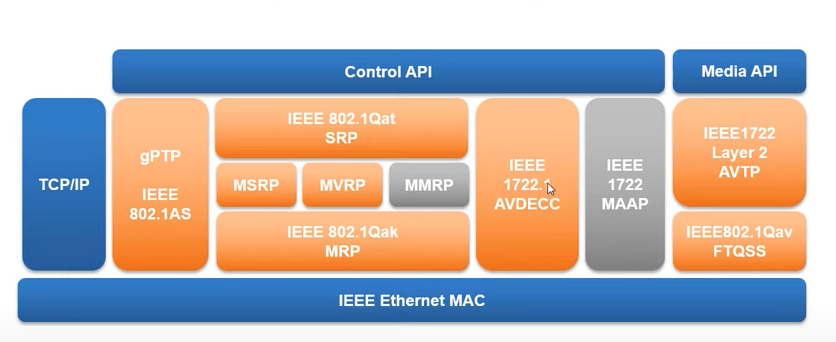 Control API
Media API
TCP/IP
gPTP
IEEE
802.1AS
IEEE 802.1Qat
SRP
MSRP
MVRP
MMRP
IEEE 802.1Qak
MRP
IEEE
1722.1
AVDECC
IEEE
1722
MAAP
IEEE1722
Layer 2
AVTP
IEEE802.1Qav
FTQSS
IEEE Ethernet MAC